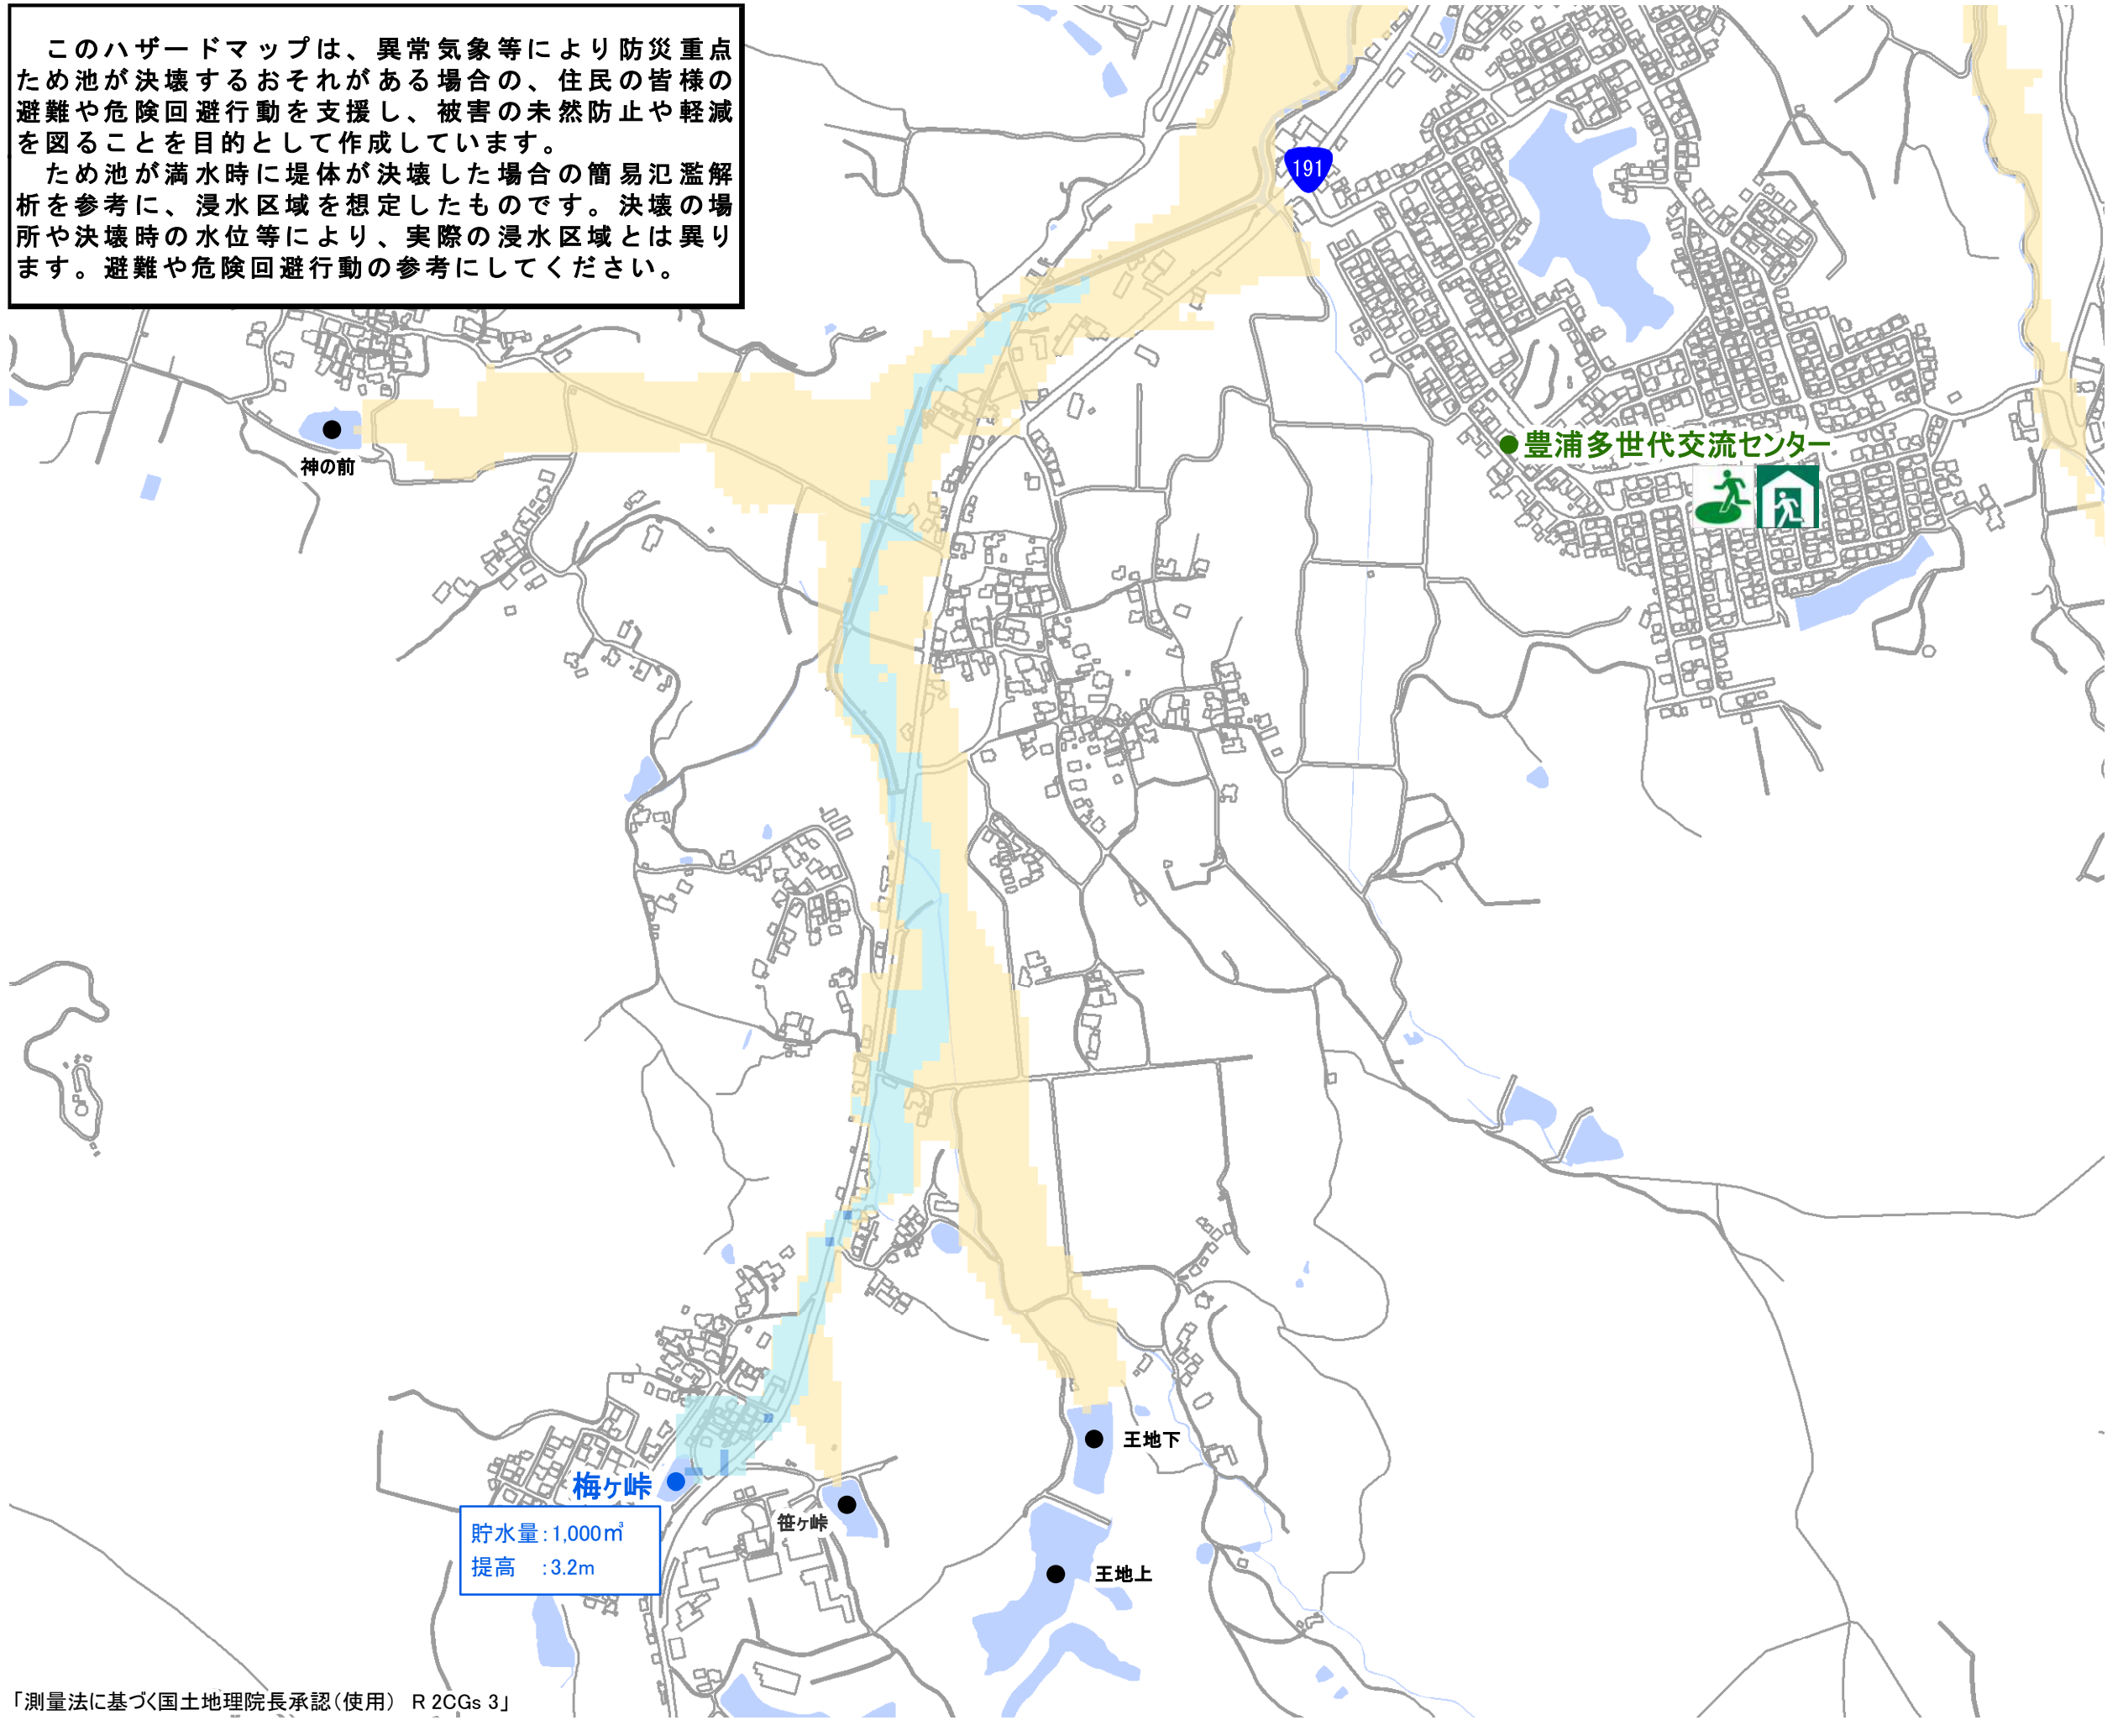 このハザードマップは、異常気象等により防災重点
ため池が決壊するおそれがある場合の、住民の皆様の
避難や危険回避行動を支援し、被害の未然防止や軽減
を図ることを目的として作成しています。
ため池が満水時に堤体が決壊した場合の簡易氾濫解
析を参考に、浸水区域を想定したものです。決壊の場
所や決壊時の水位等により、実際の浸水区域とは異り
ます。避難や危険回避行動の参考にしてください。
191
神の前
豊浦多世代交流センター
王地下
梅ヶ峠
笹ヶ峠
貯水量:1,000㎥
提高 :3.2m
王地上
「測量法に基づく国土地理院長承認(使用) R 2CGs 3」